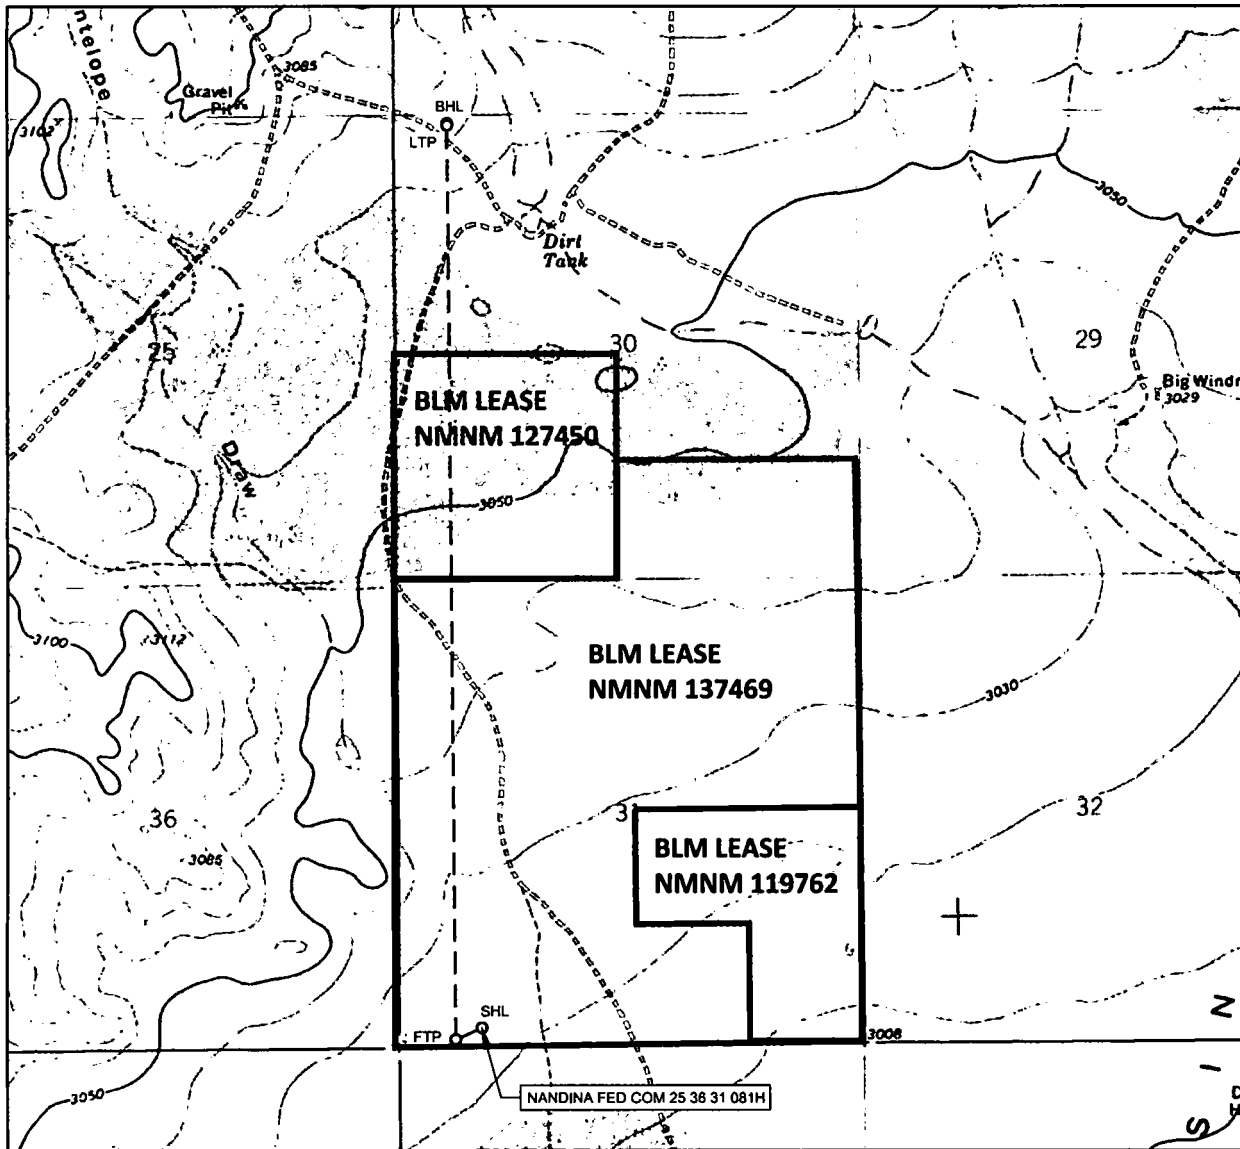 ntelope
3085
Gravel
Pit
3102
BHL
LTP
3050
Dirt
Tank
30
29
25
BLM LEASE
NMNM 127450
Big Windm
3029
Draw
3050
3100
3112
BLM LEASE
NMNM 137469
3030
36
3
32
BLM LEASE
NMNM 119762
3085
SHL
FTP
3008
3050
NANDINA FED COM 25 36 31 081H
S I N